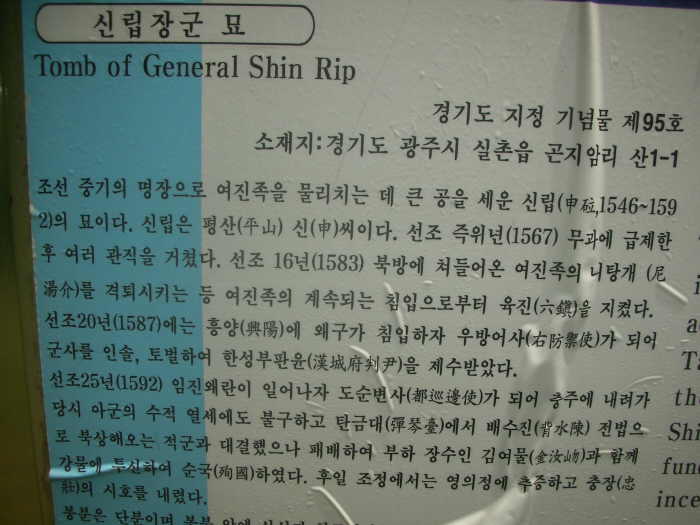 신립장군 묘
Tomb of General Shin Rip
경기도 지정 기념물 제95호
소재지:경기도 광주시 실촌읍 곤지암리 산1-1
조선 중기의 명장으로 여진족을 물리치는 데 큰 공을 세운 신립(申砬,1546~159
2)의 묘이다. 신립은 평산(平山) 신(申)씨이다. 선조 즉위년(1567) 무과에 급제한
후 여러 관직을 거쳤다. 선조 16년(1583) 북방에 쳐들어온 여진족의 니탕개 (尼
湯介)를 격퇴시키는 등 여진족의 계속되는 침입으로부터 육진(六鎭)을 지켰다.
선조20년(1587)에는 흥양(興陽)에 왜구가 침입하자 우방어사(右防禦使)가 되어
군사를 인솔, 토벌하여 한성부판윤(漢城府判尹)을 제수받았다.
선조25년(1592) 임진왜란이 일어나자 도순변사(都巡邊使)가 되어 충주에 내려가
당시 아군의 수적 열세에도 불구하고 탄금대(彈琴臺)에서 배수진(背水陳) 전법으
로 북상해오는 적군과 대결했으나 패배하여 부하 장수인 김여물(金汝岉)과 함께
강물에 투신하여 순국(殉國)하였다. 후일 조정에서는 영의정에 추증하고 충장(忠
壯)의 시호를 내렸다.
봉분은 단분이며 봉분 앞에
i
a
Ta
th
Shi
fun
ince